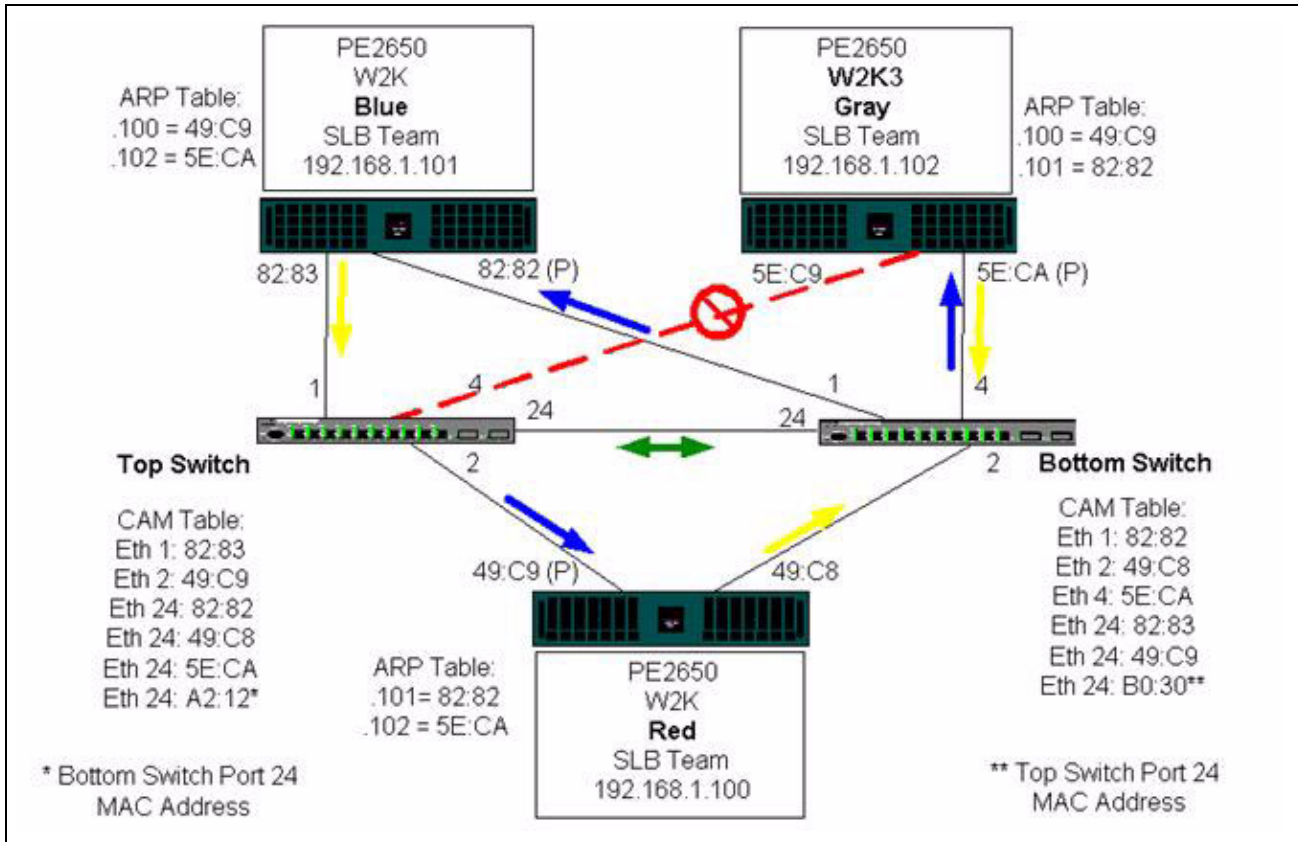 PE2650
W2K
Blue
SLB Team
192.168.1.101
ARP Table:
.100 = 49:C9
.102 = 5E:CA
PE2650
W2K3
Gray
SLB Team
192.168.1.102
ARP Table:
.100 = 49:C9
.101 = 82:82
82:83
82:82 (P)
5E:C9
5E:CA (P)
1
4
24
2
24
1
4
2
Top Switch
CAM Table:
Eth 1: 82:83
Eth 2: 49:C9
Eth 24: 82:82
Eth 24: 49:C8
Eth 24: 5E:CA
Eth 24: A2:12*
Bottom Switch
CAM Table:
Eth 1: 82:82
Eth 2: 49:C8
Eth 4: 5E:CA
Eth 24: 82:83
Eth 24: 49:C9
Eth 24: B0:30**
49:C9 (P)
49:C8
ARP Table:
.101= 82:82
.102 = 5E:CA
PE2650
W2K
Red
SLB Team
192.168.1.100
* Bottom Switch Port 24
MAC Address
** Top Switch Port 24
MAC Address